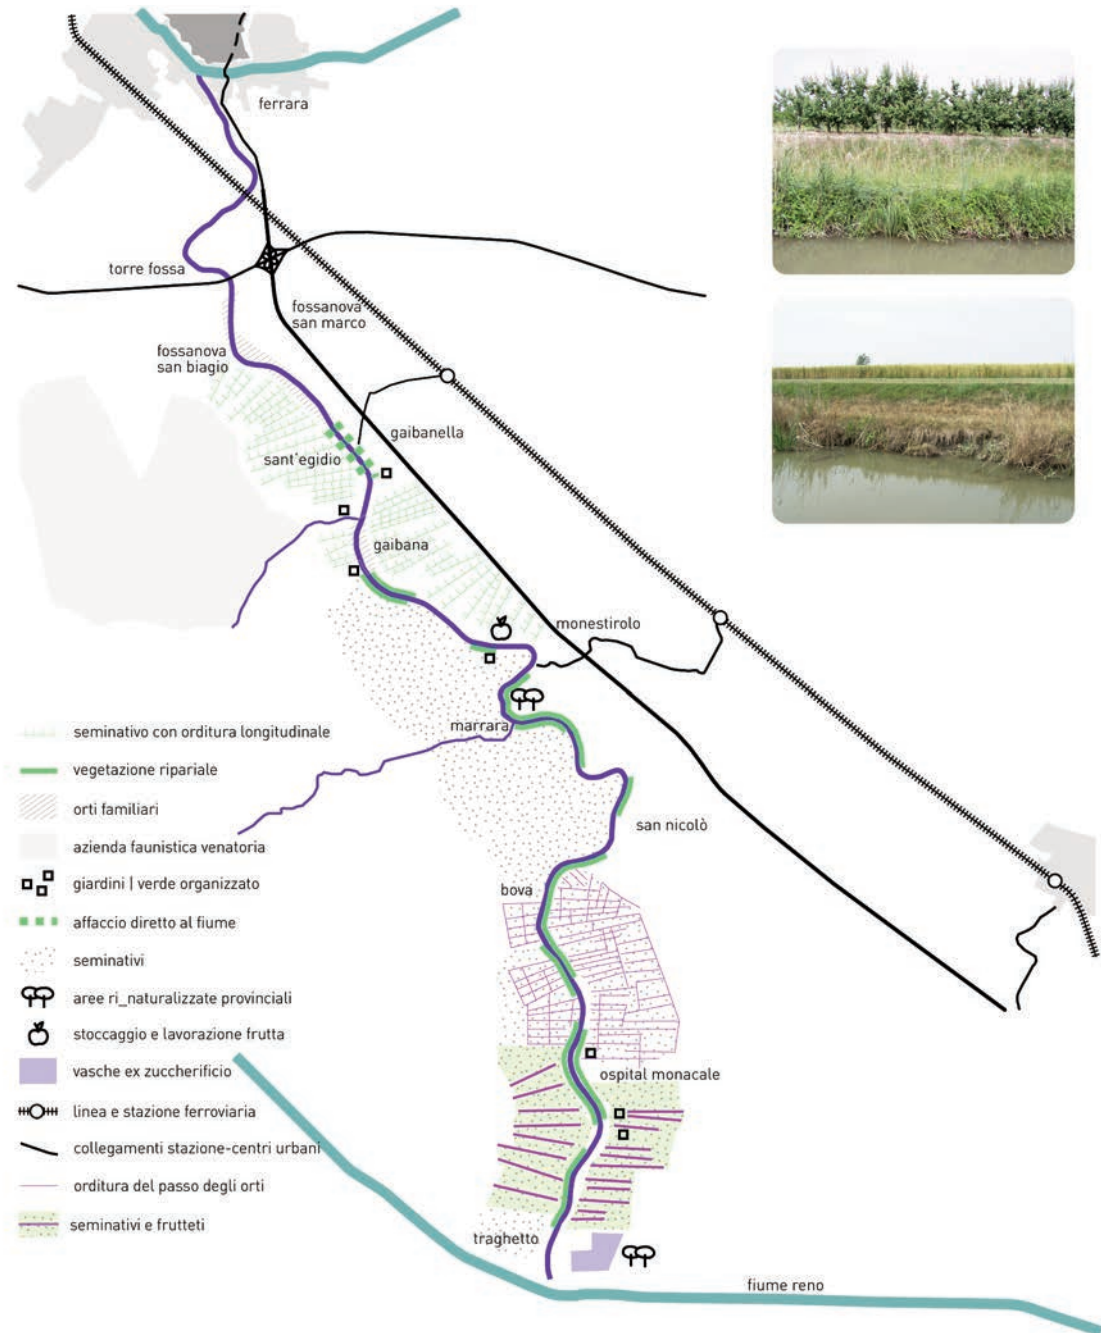 ferrara
torre fossa
fossanova
san marco
fossanova
san biagio
gaibanella
sant'egidio
gaibana
monestirolo
marrara
seminativo con orditura longitudinale
vegetazione ripariale
orti familiari
san nicolò
azienda faunistica venatoria
giardini | verde organizzato
bova
affaccio diretto al fiume
seminativi
aree ri_naturalizzate provinciali
stoccaggio e lavorazione frutta
vasche ex zuccherificio
ospital monacale
linea e stazione ferroviaria
collegamenti stazione-centri urbani
orditura del passo degli orti
seminativi e frutteti
traghetto
fiume reno